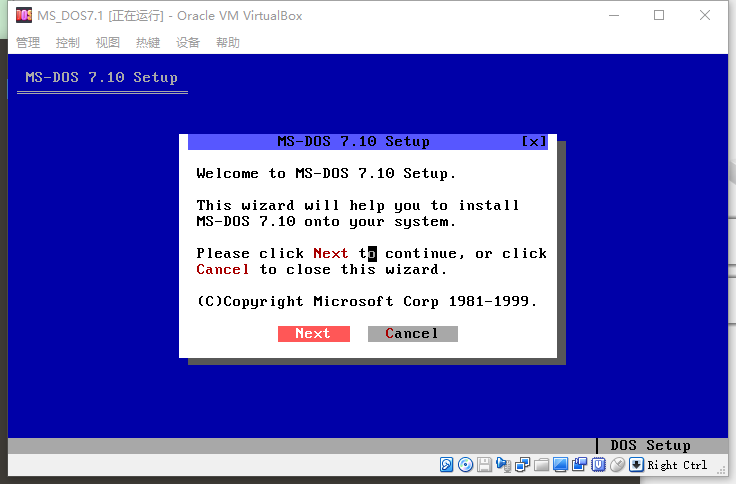 MS_DOS7.1 [正在运行] - Oracle VM VirtualBox
管理 控制 视图 热键 设备 帮助
MS-DOS 7.10 Setup
MS-DOS 7.10 Setup [x]
Welcome to MS-DOS 7.10 Setup.
This wizard will help you to install
MS-DOS 7.10 onto your system.
Please click Next to continue, or click
Cancel to close this wizard.
(C)Copyright Microsoft Corp 1981-1999.
Next Cancel
DOS Setup
Right Ctrl